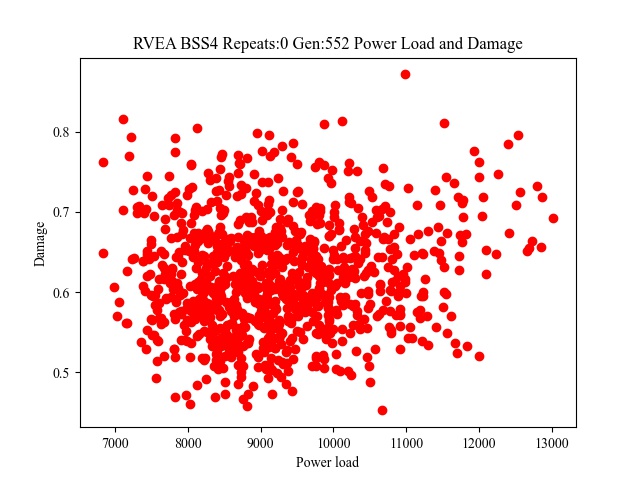 RVEA BSS4 Repeats:0 Gen:552 Power Load and Damage
0.8
0.7
0.6
0.5
Damage
7000 8000 9000 10000 11000 12000 13000
Power load